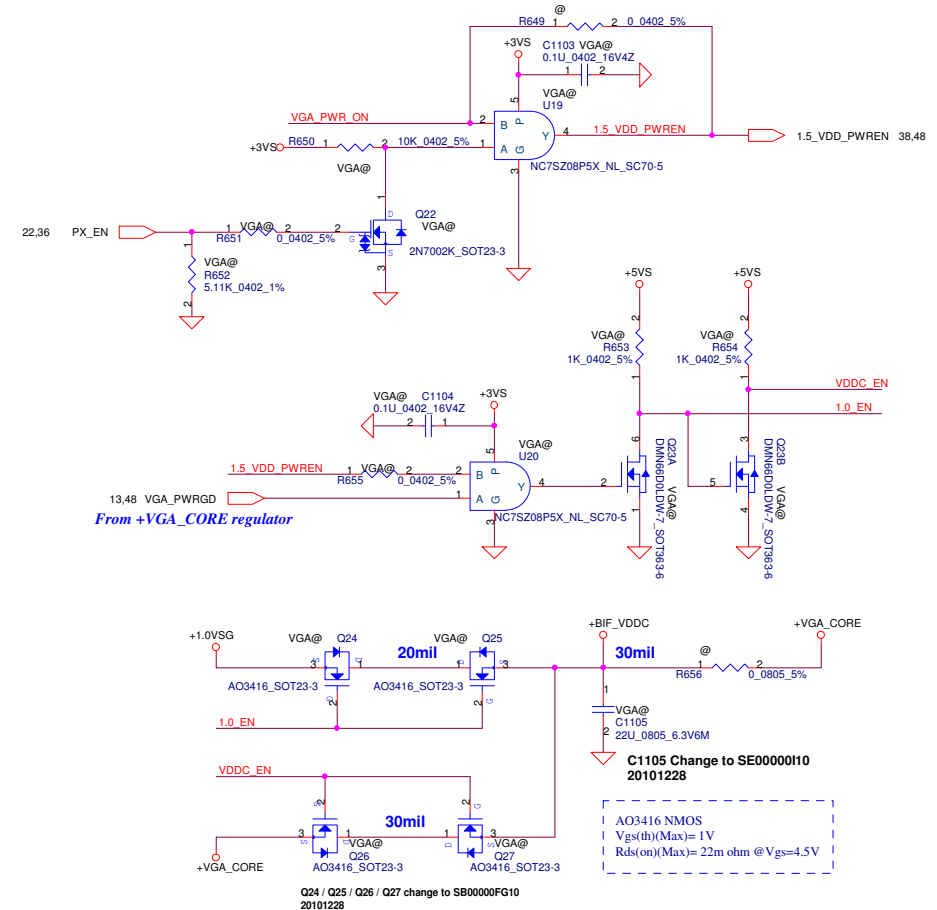 @
R649 1 2 0_0402_5%
+3VS
C1103 VGA@
0.1U_0402_16V4Z
1 2
VGA@
U19
5
VGA_PWR_ON
2 B P
Y 4 1.5_VDD_PWREN
1.5_VDD_PWREN 38,48
+3VS R650 1 2 10K_0402_5% 1 A G
VGA@
NC7SZ08P5X_NL_SC70-5
3
1
D
Q22
VGA@
22,36 PX_EN
1 VGA@ 2 2
R651 0_0402_5%
G
S
2N7002K_SOT23-3
3
1
VGA@
R652
5.11K_0402_1%
2
+5VS
+5VS
2
2
VGA@
R653
1K_0402_5%
1
VGA@
R654
1K_0402_5%
1
VDDC_EN
1.0_EN
VGA@ C1104
0.1U_0402_16V4Z
2 1
+3VS
5
VGA@
U20
1.5_VDD_PWREN
1 VGA@ 2
R655 0_0402_5%
2 B P
Y 4
13,48 VGA_PWRGD
1 A G
From +VGA_CORE regulator
NC7SZ08P5X_NL_SC70-5
3
6
2
1
Q23A
DMN66D0LDW-7_SOT363-6
VGA@
3
5
4
Q23B
DMN66D0LDW-7_SOT363-6
VGA@
+1.0VSG
VGA@ Q24
3 S D 1
20mil
VGA@ Q25
1 D S 3
AO3416_SOT23-3
AO3416_SOT23-3
G 2
2 G
1.0_EN
+BIF_VDDC
30mil
@
R656 1 2 0_0805_5%
+VGA_CORE
1
VGA@
C1105
2
22U_0805_6.3V6M
C1105 Change to SE00000I10
20101228
VDDC_EN
G 2
2 G
30mil
3 S D 1
1 D S 3
VGA@
Q26
VGA@
Q27
+VGA_CORE
AO3416_SOT23-3
AO3416_SOT23-3
Q24 / Q25 / Q26 / Q27 change to SB00000FG10
20101228
AO3416 NMOS
Vgs(th)(Max)= 1V
Rds(on)(Max)= 22m ohm @Vgs=4.5V